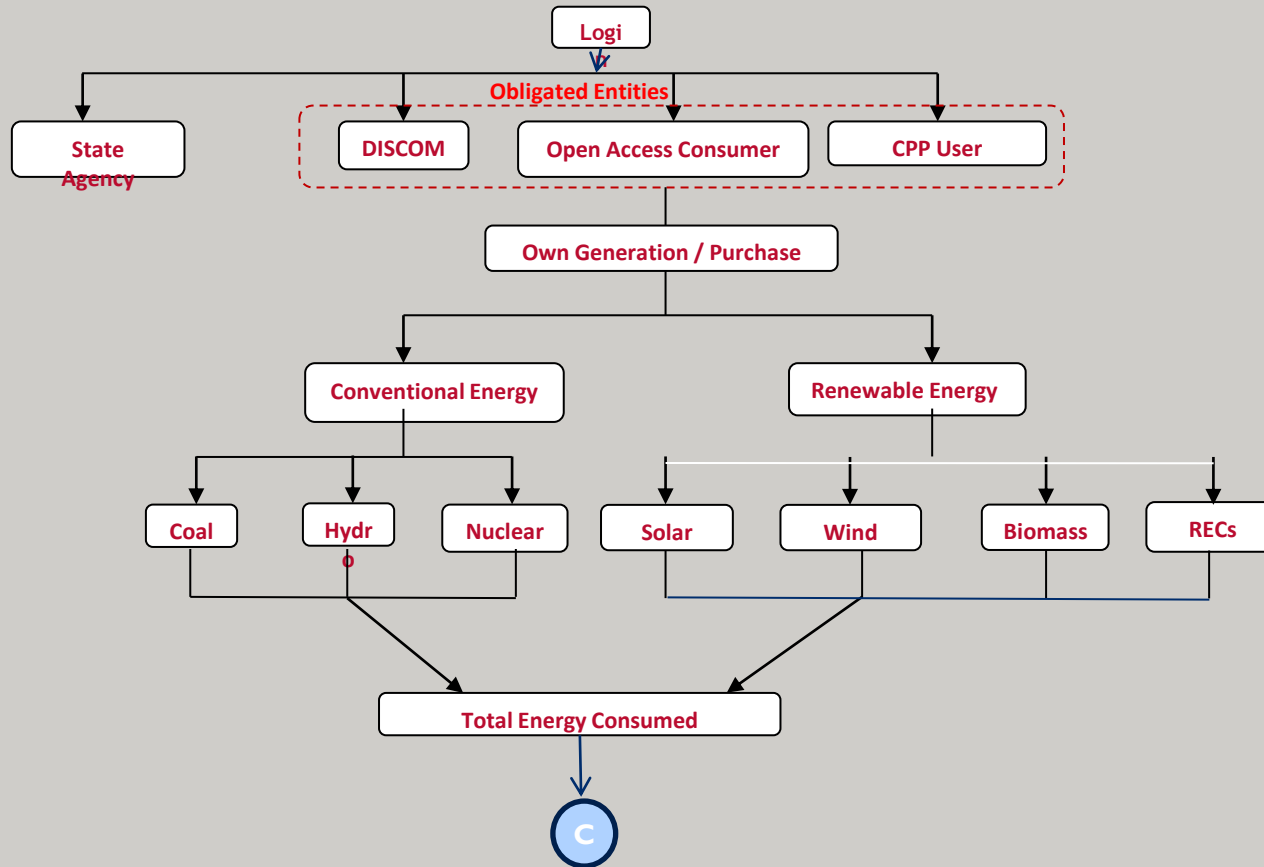 Logi
n
Obligated Entities
State
Agency
DISCOM
Open Access Consumer
CPP User
Own Generation / Purchase
Conventional Energy
Renewable Energy
Coal
Hydr
o
Nuclear
Solar
Wind
Biomass
RECs
Total Energy Consumed
C